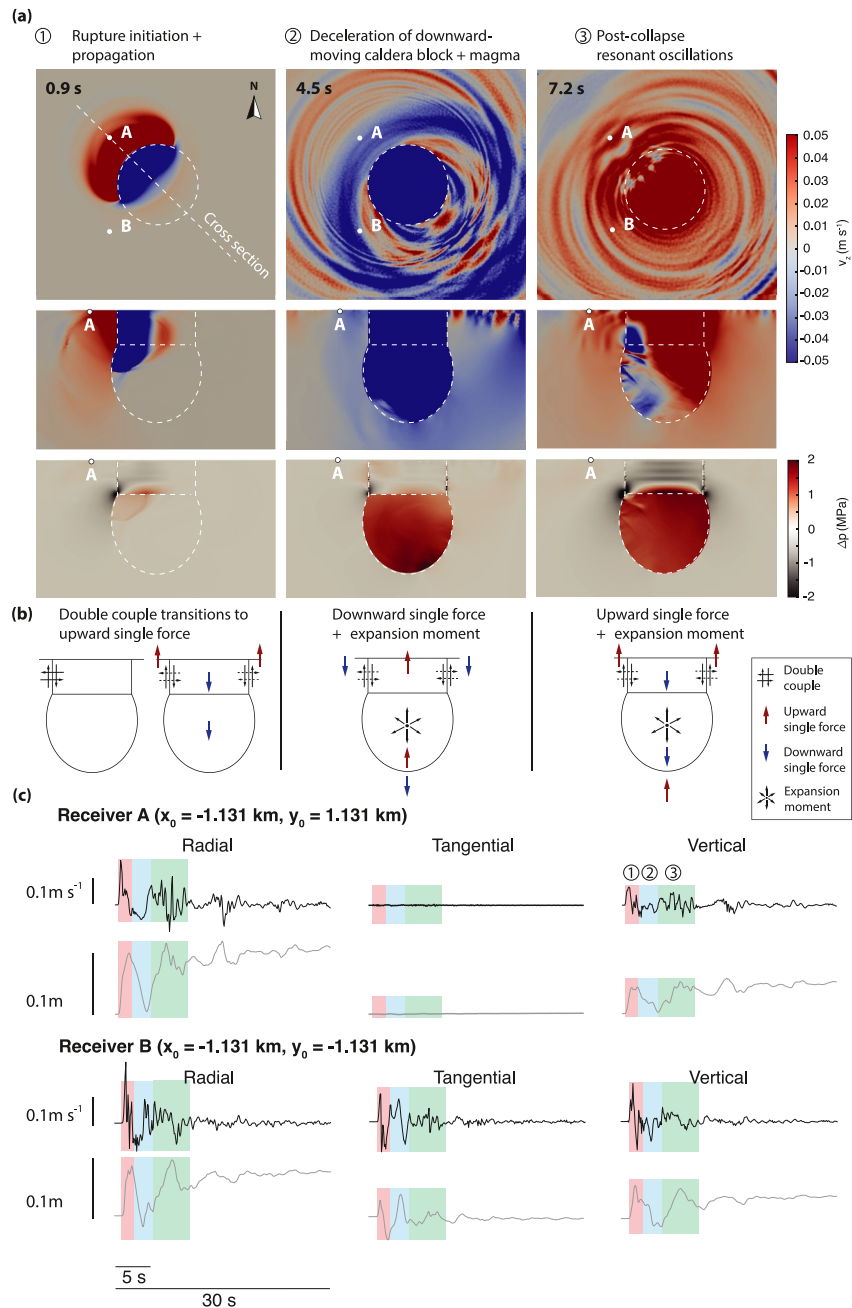 (a)
① Rupture initiation +
propagation
② Deceleration of downward-
moving caldera block + magma
③ Post-collapse
resonant oscillations
0.9 s
N
A
B
Cross section
4.5 s
A
B
7.2 s
A
B
0.05
0.04
0.03
0.02
0.01
0
-0.01
-0.02
-0.03
-0.04
-0.05
v_z (m s⁻¹)
A
A
A
A
A
A
2
1
0
-1
-2
Δp (MPa)
(b)
Double couple transitions to
upward single force
Downward single force
+ expansion moment
Upward single force
+ expansion moment
Double
couple
Upward
single force
Downward
single force
Expansion
moment
(c)
Receiver A (x₀ = -1.131 km, y₀ = 1.131 km)
Radial
Tangential
Vertical
① ② ③
0.1m s⁻¹
0.1m
Receiver B (x₀ = -1.131 km, y₀ = -1.131 km)
Radial
Tangential
Vertical
0.1m s⁻¹
0.1m
5 s
30 s